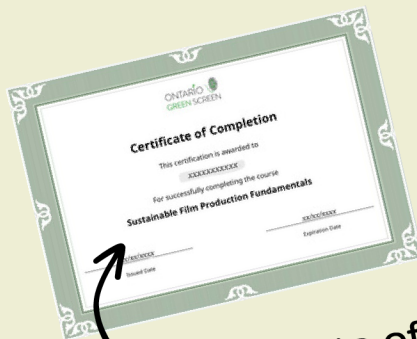 ONTARIO
GREEN SCREEN
Certificate of Completion
This certification is awarded to
XXXXXXXXXXX
For successfully completing the course
Sustainable Film Production Fundamentals
xx/xx/xxxx
Issued Date
xx/xx/xxxx
Expiration Date